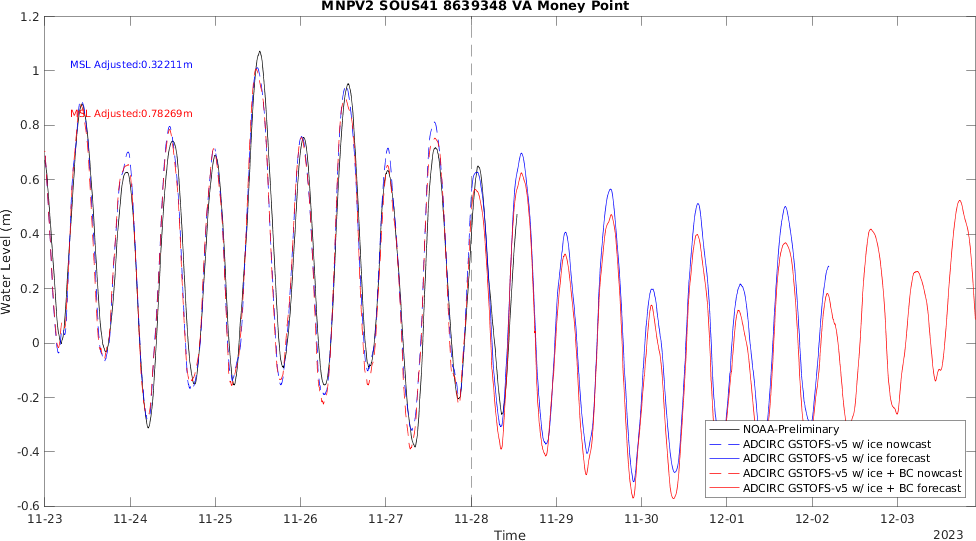 MNPV2 SOUS41 8639348 VA Money Point
1.2
1
0.8
0.6
0.4
0.2
0
-0.2
-0.4
-0.6
Water Level (m)
MSL Adjusted:0.32211m
MSL Adjusted:0.78269m
NOAA-Preliminary
ADCIRC GSTOFS-v5 w/ ice nowcast
ADCIRC GSTOFS-v5 w/ ice forecast
ADCIRC GSTOFS-v5 w/ ice + BC nowcast
ADCIRC GSTOFS-v5 w/ ice + BC forecast
11-23 11-24 11-25 11-26 11-27 11-28 11-29 11-30 12-01 12-02 12-03
Time
2023